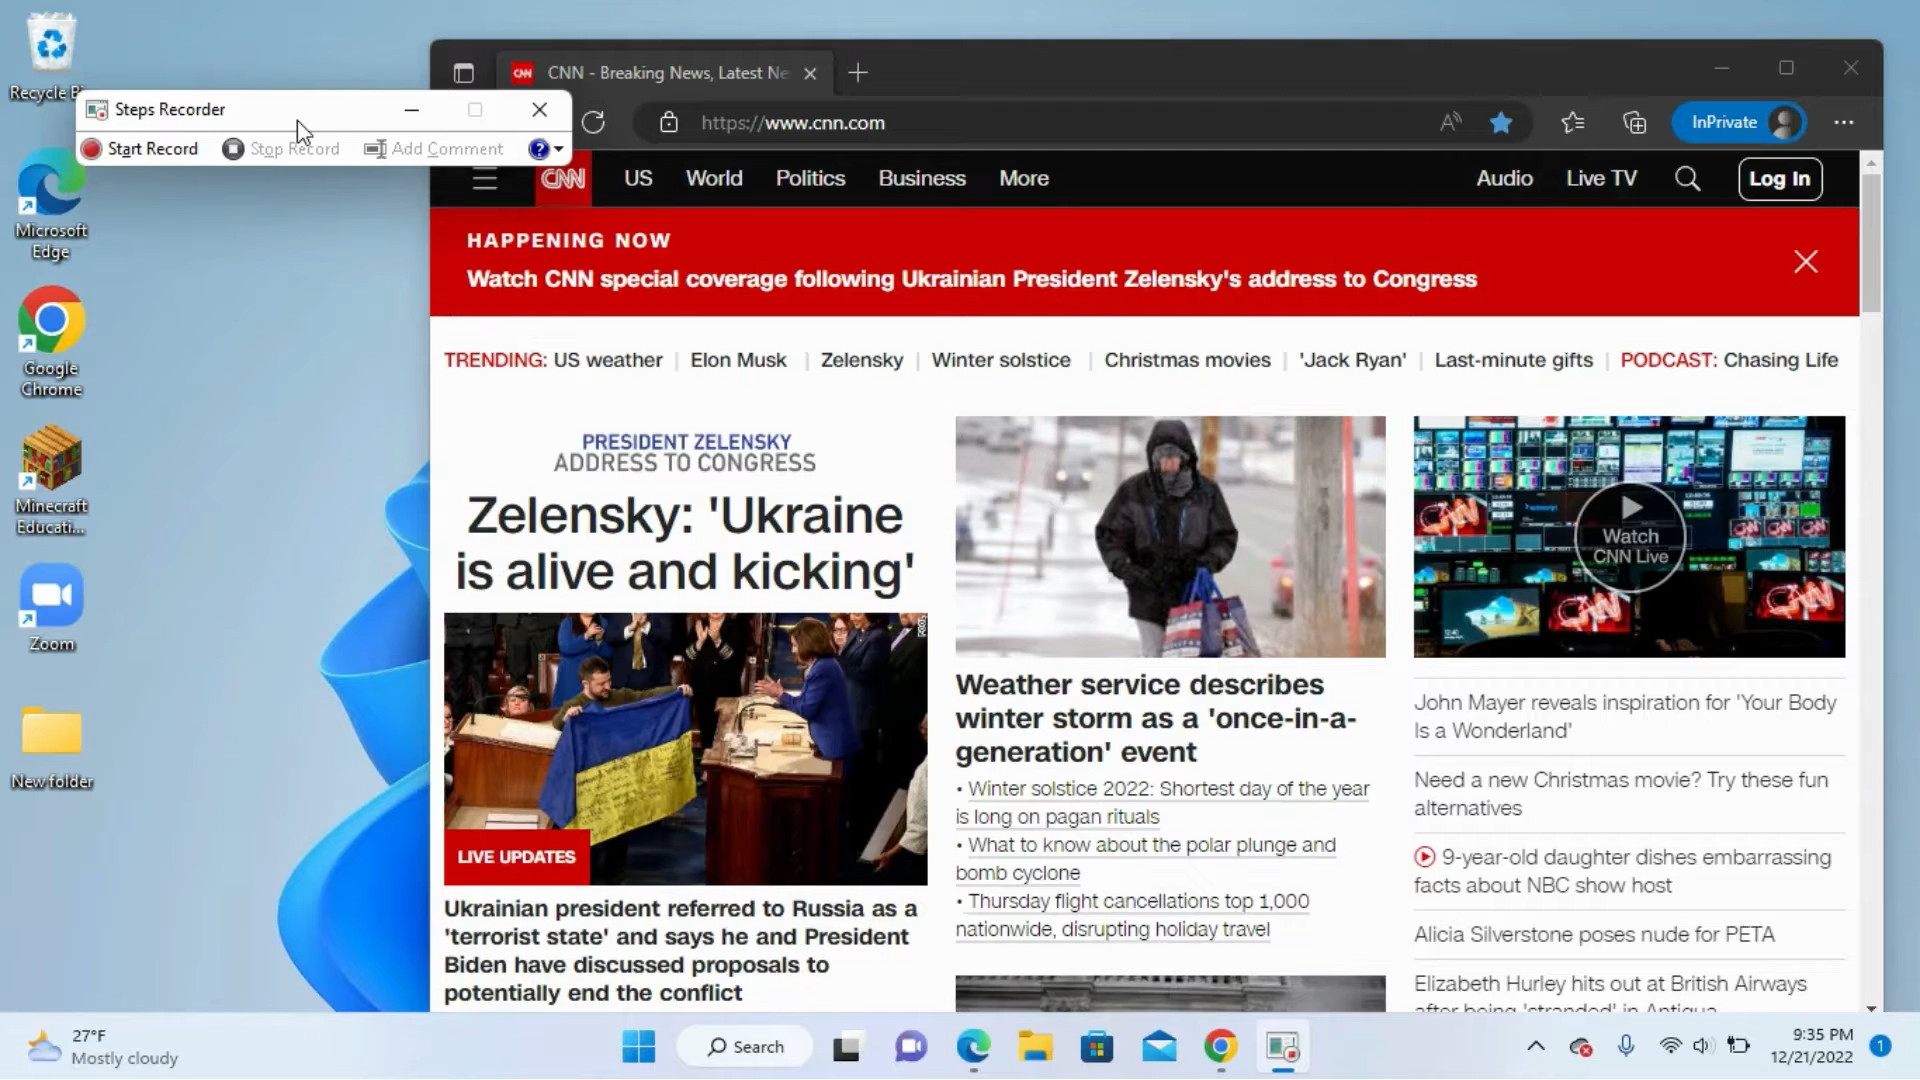 Recycle Bi
Steps Recorder
Start Record
Stop Record
Add Comment
?
Microsoft
Edge
Google
Chrome
Minecraft
Educati...
Zoom
New folder
CNN
CNN - Breaking News, Latest Ne
https://www.cnn.com
A
InPrivate
CNN
US
World
Politics
Business
More
Audio
Live TV
Log In
HAPPENING NOW
Watch CNN special coverage following Ukrainian President Zelensky's address to Congress
TRENDING: US weather | Elon Musk | Zelensky | Winter solstice | Christmas movies | 'Jack Ryan' | Last-minute gifts | PODCAST: Chasing Life
PRESIDENT ZELENSKY
ADDRESS TO CONGRESS
Zelensky: 'Ukraine
is alive and kicking'
LIVE UPDATES
Ukrainian president referred to Russia as a
'terrorist state' and says he and President
Biden have discussed proposals to
potentially end the conflict
Weather service describes
winter storm as a 'once-in-a-
generation' event
• Winter solstice 2022: Shortest day of the year
is long on pagan rituals
• What to know about the polar plunge and
bomb cyclone
• Thursday flight cancellations top 1,000
nationwide, disrupting holiday travel
Watch
CNN Live
John Mayer reveals inspiration for 'Your Body
Is a Wonderland'
Need a new Christmas movie? Try these fun
alternatives
9-year-old daughter dishes embarrassing
facts about NBC show host
Alicia Silverstone poses nude for PETA
Elizabeth Hurley hits out at British Airways
after being 'stranded' in Antigua
27°F
Mostly cloudy
Search
9:35 PM
12/21/2022
1